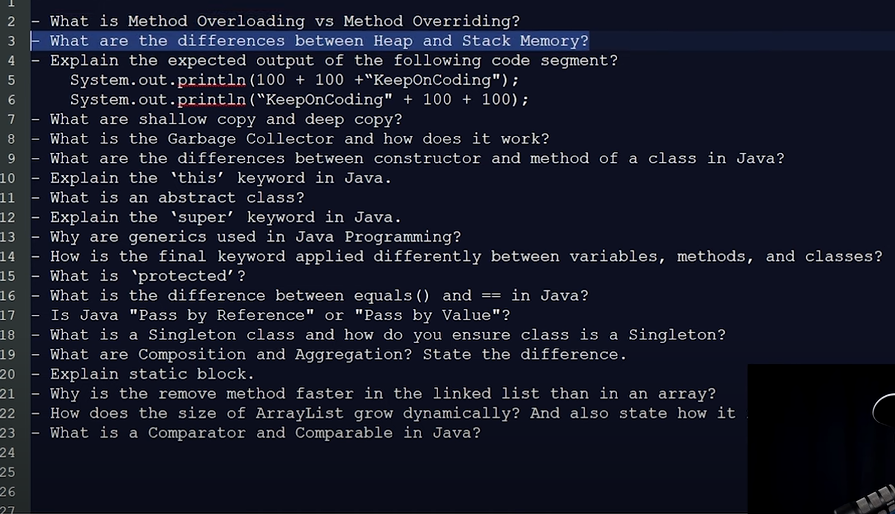 1
2 - What is Method Overloading vs Method Overriding?
3 - What are the differences between Heap and Stack Memory?
4 - Explain the expected output of the following code segment?
5 System.out.println(100 + 100 +“KeepOnCoding");
6 System.out.println(“KeepOnCoding" + 100 + 100);
7 - What are shallow copy and deep copy?
8 - What is the Garbage Collector and how does it work?
9 - What are the differences between constructor and method of a class in Java?
10 - Explain the ‘this’ keyword in Java.
11 - What is an abstract class?
12 - Explain the ‘super’ keyword in Java.
13 - Why are generics used in Java Programming?
14 - How is the final keyword applied differently between variables, methods, and classes?
15 - What is ‘protected’?
16 - What is the difference between equals() and == in Java?
17 - Is Java "Pass by Reference" or "Pass by Value"?
18 - What is a Singleton class and how do you ensure class is a Singleton?
19 - What are Composition and Aggregation? State the difference.
20 - Explain static block.
21 - Why is the remove method faster in the linked list than in an array?
22 - How does the size of ArrayList grow dynamically? And also state how it
23 - What is a Comparator and Comparable in Java?
24
25
26
27